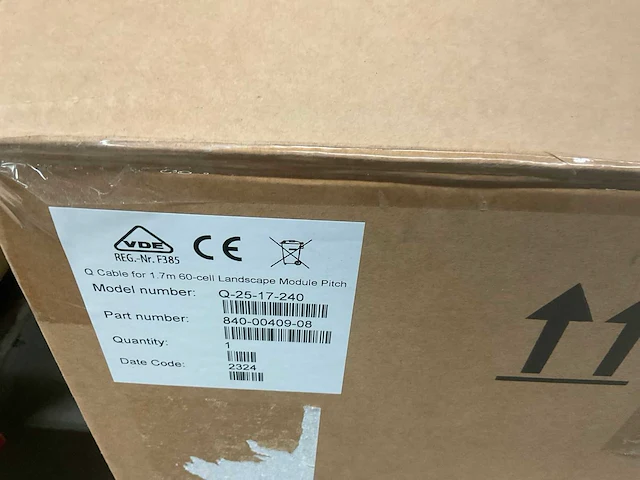 VDE
REG.-Nr. F385
CE
Q Cable for 1.7m 60-cell Landscape Module Pitch
Model number: Q-25-17-240
Part number: 840-00409-08
Quantity: 1
Date Code: 2324